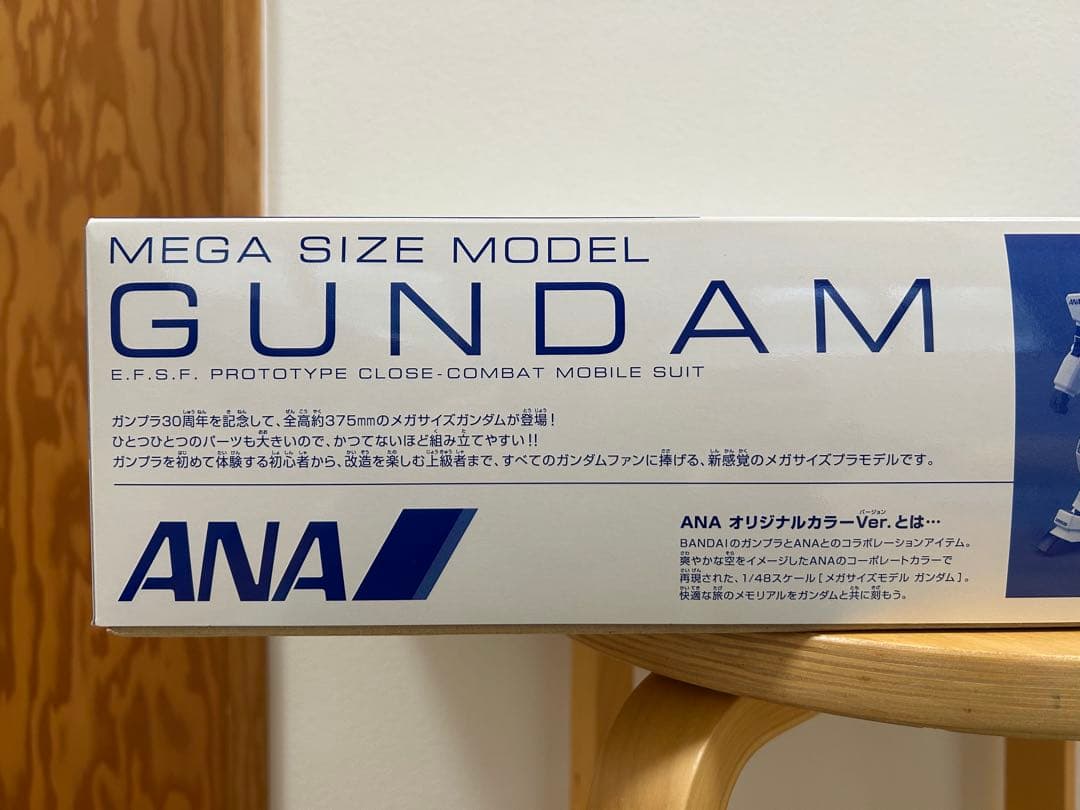 MEGA SIZE MODEL
GUNDAM
E.F.S.F. PROTOTYPE CLOSE-COMBAT MOBILE SUIT
ガンプラ30周年を記念して、全高約375mmのメガサイズガンダムが登場!
ひとつひとつのパーツも大きいので、かつてないほど組み立てやすい!!
ガンプラを初めて体験する初心者から、改造を楽しむ上級者まで、すべてのガンダムファンに捧げる、新感覚のメガサイズプラモデルです。
ANA
ANA オリジナルカラーVer.とは…
BANDAIのガンプラとANAとのコラボレーションアイテム。
爽やかな空をイメージしたANAのコーポレートカラーで
再現された、1/48スケール[メガサイズモデル ガンダム]。
快適な旅のメモリアルをガンダムと共に刻もう。
ANA